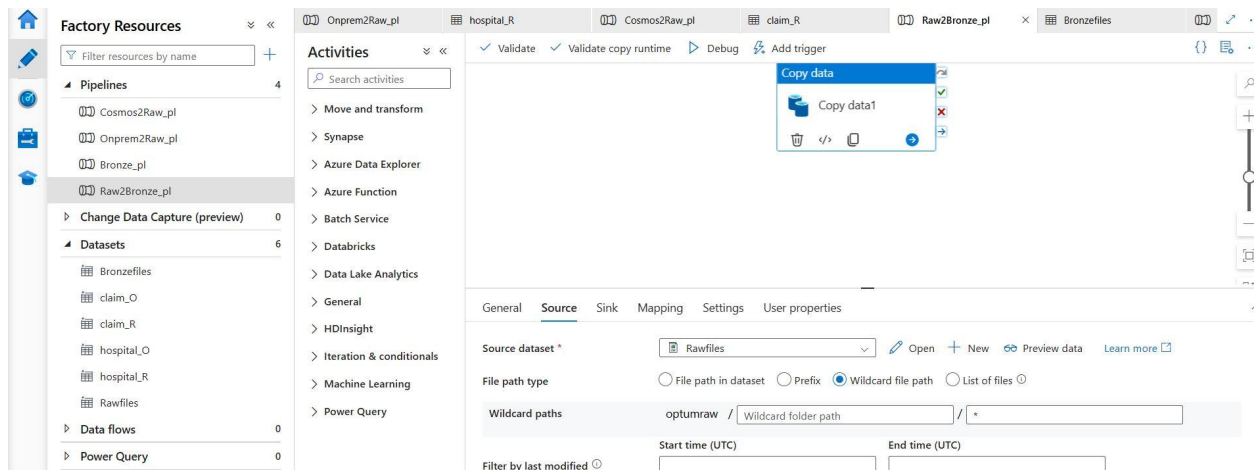 Factory Resources
Filter resources by name
Pipelines 4
Cosmos2Raw_pl
Onprem2Raw_pl
Bronze_pl
Raw2Bronze_pl
Change Data Capture (preview) 0
Datasets 6
Bronzefiles
claim_O
claim_R
hospital_O
hospital_R
Rawfiles
Data flows 0
Power Query 0
Onprem2Raw_pl hospital_R Cosmos2Raw_pl claim_R Raw2Bronze_pl Bronzefiles
Activities
Search activities
Move and transform
Synapse
Azure Data Explorer
Azure Function
Batch Service
Databricks
Data Lake Analytics
General
HDInsight
Iteration & conditionals
Machine Learning
Power Query
Validate Validate copy runtime Debug Add trigger
Copy data
Copy data1
General Source Sink Mapping Settings User properties
Source dataset * Rawfiles Open New Preview data Learn more
File path type File path in dataset Prefix Wildcard file path List of files
Wildcard paths optumraw / Wildcard folder path / *
Start time (UTC) End time (UTC)
Filter by last modified